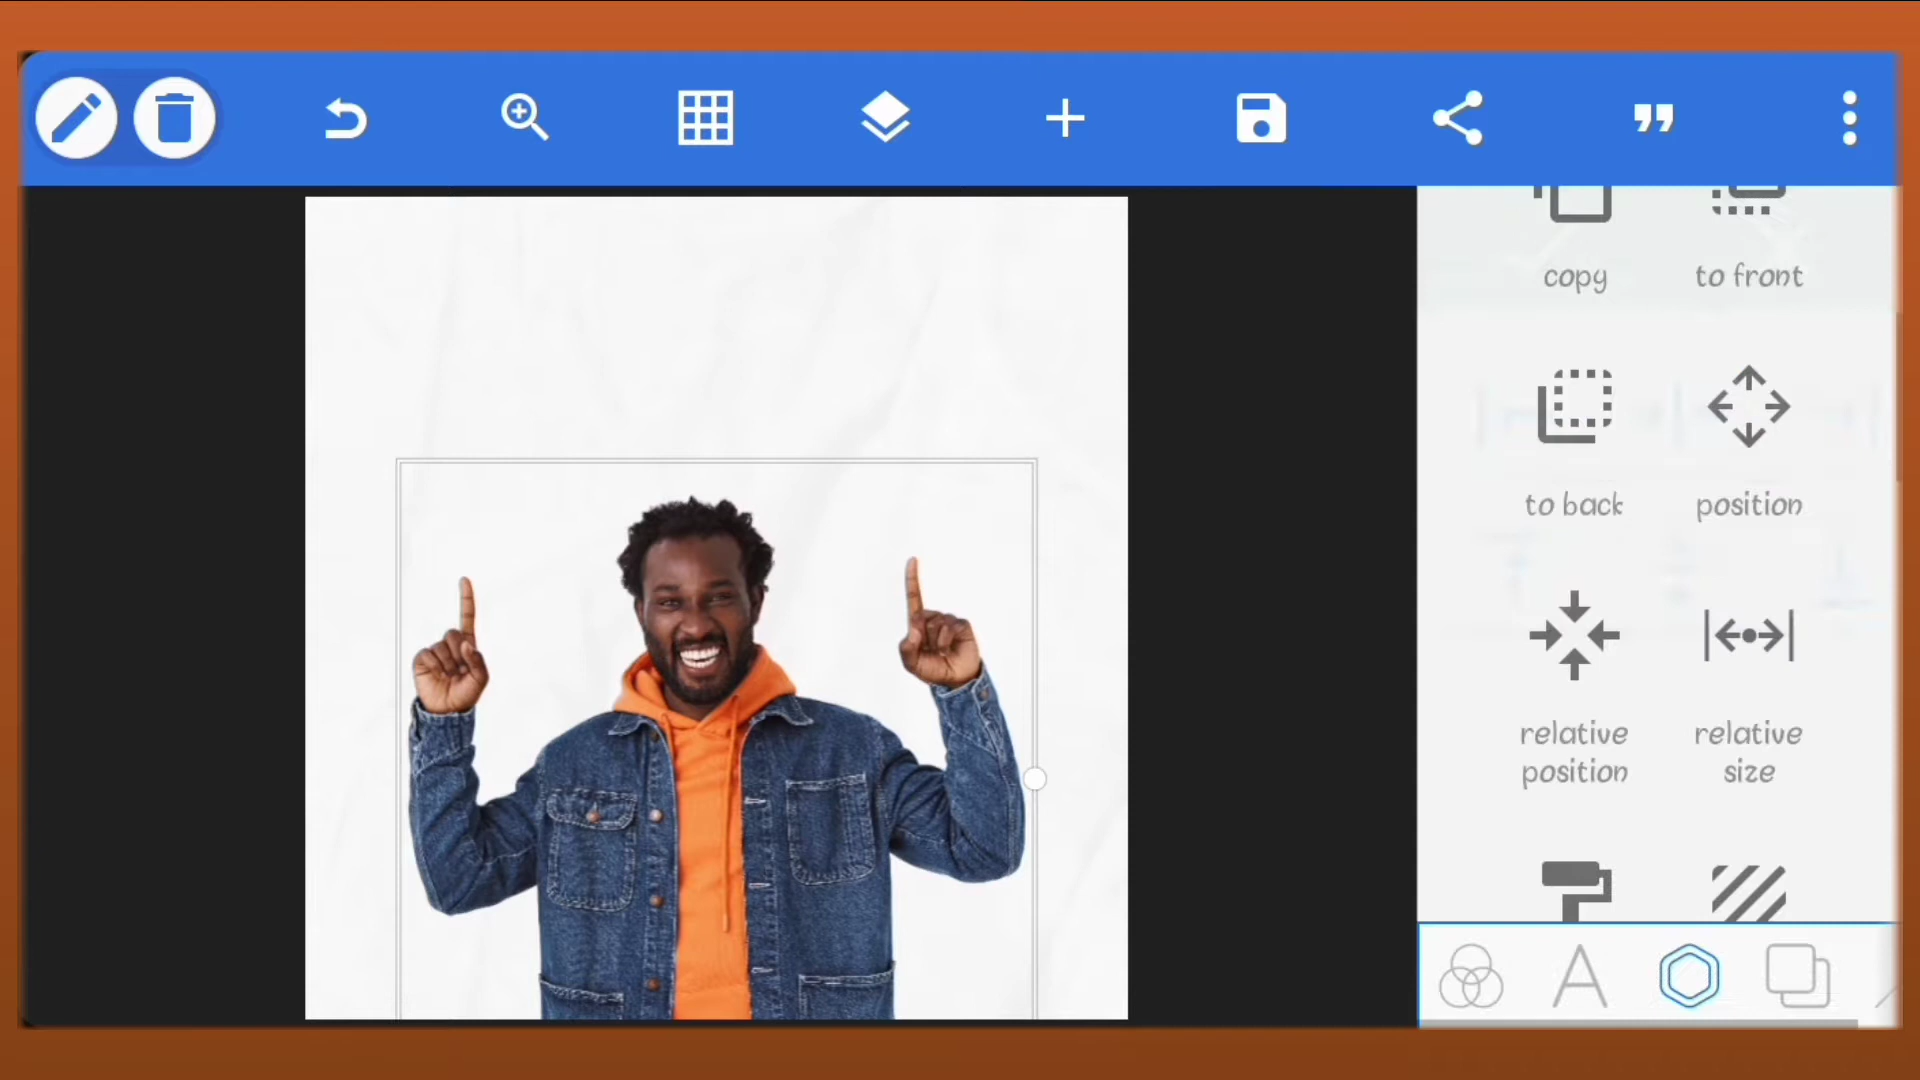 copy
to front
to back
position
relative
position
relative
size